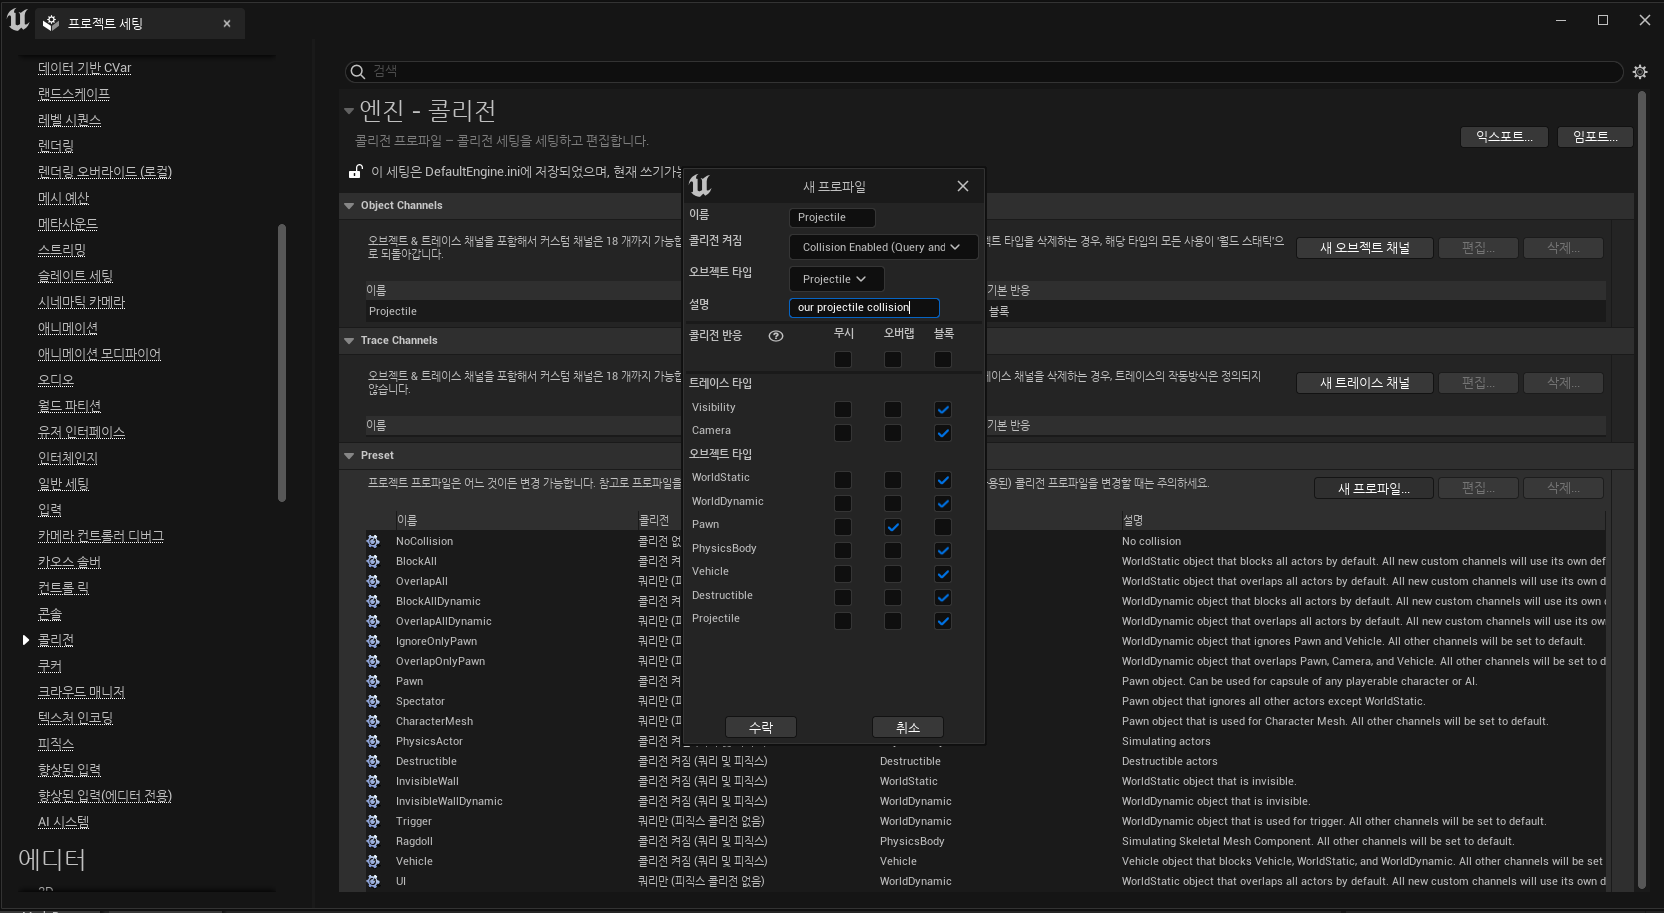 프로젝트 세팅
데이터 기반 CVar
랜드스케이프
레벨 시퀀스
렌더링
렌더링 오버라이드 (로컬)
메시 예산
메타사운드
스트리밍
슬레이트 세팅
시네마틱 카메라
애니메이션
애니메이션 모디파이어
오디오
월드 파티션
유저 인터페이스
인터체인지
일반 세팅
입력
카메라 컨트롤러 디버그
카오스 솔버
컨트롤 릭
콘솔
콜리전
쿠커
크라우드 매니저
텍스처 인코딩
피직스
향상된 입력
향상된 입력(에디터 전용)
AI 시스템
에디터
검색
엔진 - 콜리전
콜리전 프로파일 – 콜리전 세팅을 세팅하고 편집합니다.
익스포트...
임포트...
이 세팅은 DefaultEngine.ini에 저장되었으며, 현재 쓰기가능
Object Channels
오브젝트 & 트레이스 채널을 포함해서 커스텀 채널은 18 개까지 가능합
트 타입을 삭제하는 경우, 해당 타입의 모든 사용이 '월드 스태틱'으
로 되돌아갑니다.
새 오브젝트 채널
편집...
삭제...
이름
기본 반응
Projectile
블록
Trace Channels
오브젝트 & 트레이스 채널을 포함해서 커스텀 채널은 18 개까지 가능합
이스 채널을 삭제하는 경우, 트레이스의 작동방식은 정의되지
않습니다.
새 트레이스 채널
편집...
삭제...
이름
기본 반응
Preset
프로젝트 프로파일은 어느 것이든 변경 가능합니다. 참고로 프로파일을
용된) 콜리전 프로파일을 변경할 때는 주의하세요.
새 프로파일...
편집...
삭제...
이름
콜리전
설명
NoCollision
콜리전 없
No collision
BlockAll
콜리전 켜
WorldStatic object that blocks all actors by default. All new custom channels will use its own def
OverlapAll
쿼리만 (피
WorldStatic object that overlaps all actors by default. All new custom channels will use its own d
BlockAllDynamic
콜리전 켜
WorldDynamic object that blocks all actors by default. All new custom channels will use its own
OverlapAllDynamic
쿼리만 (피
WorldDynamic object that overlaps all actors by default. All new custom channels will use its ow
IgnoreOnlyPawn
쿼리만 (피
WorldDynamic object that ignores Pawn and Vehicle. All other channels will be set to default.
OverlapOnlyPawn
쿼리만 (피
WorldDynamic object that overlaps Pawn, Camera, and Vehicle. All other channels will be set to d
Pawn
콜리전 켜
Pawn object. Can be used for capsule of any playerable character or AI.
Spectator
쿼리만 (피
Pawn object that ignores all other actors except WorldStatic.
CharacterMesh
쿼리만 (피
Pawn object that is used for Character Mesh. All other channels will be set to default.
PhysicsActor
콜리전 켜
Simulating actors
Destructible
콜리전 켜짐 (쿼리 및 피직스)
Destructible
Destructible actors
InvisibleWall
콜리전 켜짐 (쿼리 및 피직스)
WorldStatic
WorldStatic object that is invisible.
InvisibleWallDynamic
콜리전 켜짐 (쿼리 및 피직스)
WorldDynamic
WorldDynamic object that is invisible.
Trigger
쿼리만 (피직스 콜리전 없음)
WorldDynamic
WorldDynamic object that is used for trigger. All other channels will be set to default.
Ragdoll
콜리전 켜짐 (쿼리 및 피직스)
PhysicsBody
Simulating Skeletal Mesh Component. All other channels will be set to default.
Vehicle
콜리전 켜짐 (쿼리 및 피직스)
Vehicle
Vehicle object that blocks Vehicle, WorldStatic, and WorldDynamic. All other channels will be set
UI
쿼리만 (피직스 콜리전 없음)
WorldDynamic
WorldStatic object that overlaps all actors by default. All new custom channels will use its own d
새 프로파일
이름
Projectile
콜리전 켜짐
Collision Enabled (Query and
오브젝트 타입
Projectile
설명
our projectile collision
콜리전 반응
무시
오버랩
블록
트레이스 타입
Visibility
Camera
오브젝트 타입
WorldStatic
WorldDynamic
Pawn
PhysicsBody
Vehicle
Destructible
Projectile
수락
취소